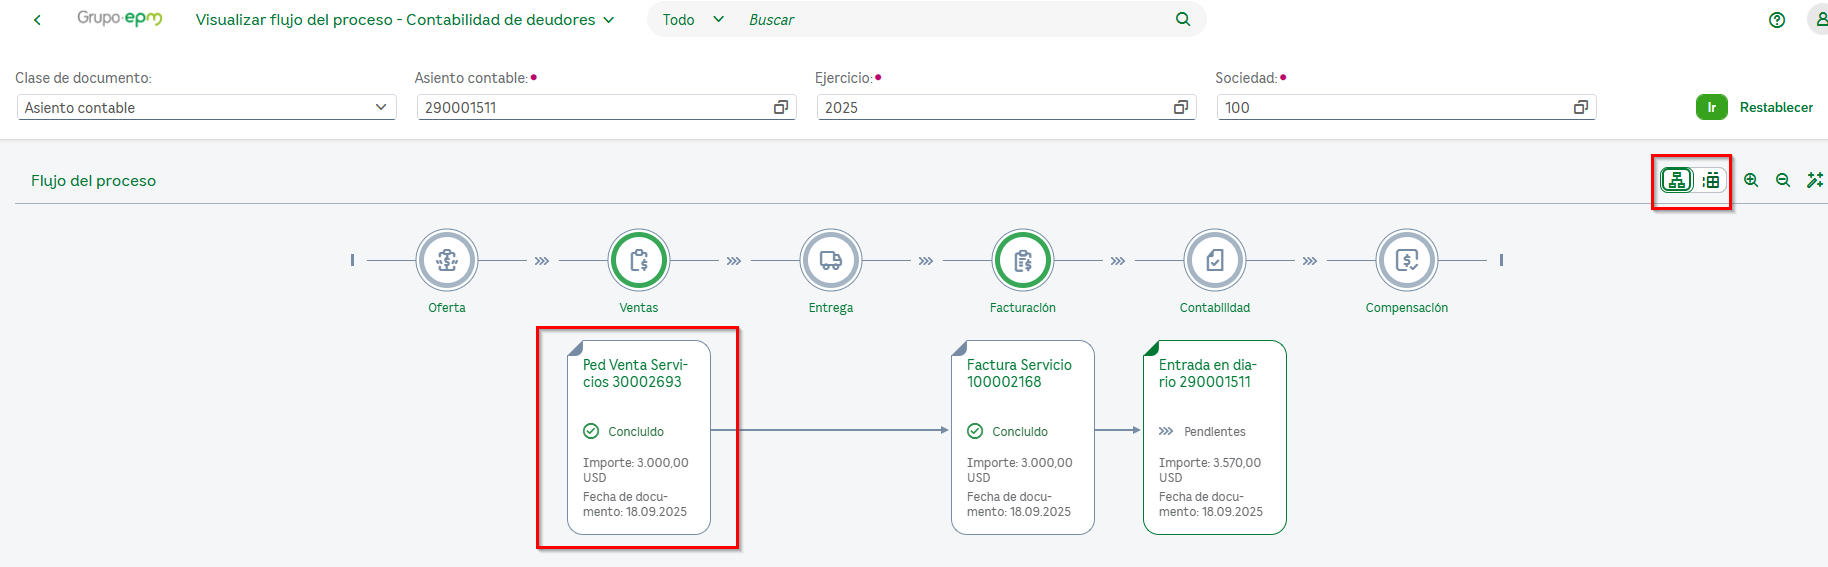 Grupo·epm
Visualizar flujo del proceso - Contabilidad de deudores
Todo
Buscar
Clase de documento:
Asiento contable:
Ejercicio:
Sociedad:
Asiento contable
290001511
2025
100
Ir
Restablecer
Flujo del proceso
Oferta
Ventas
Entrega
Facturación
Contabilidad
Compensación
Ped Venta Servi-
cios 30002693
Concluido
Importe: 3.000,00
USD
Fecha de docu-
mento: 18.09.2025
Factura Servicio
100002168
Concluido
Importe: 3.000,00
USD
Fecha de docu-
mento: 18.09.2025
Entrada en dia-
rio 290001511
Pendientes
Importe: 3.570,00
USD
Fecha de docu-
mento: 18.09.2025